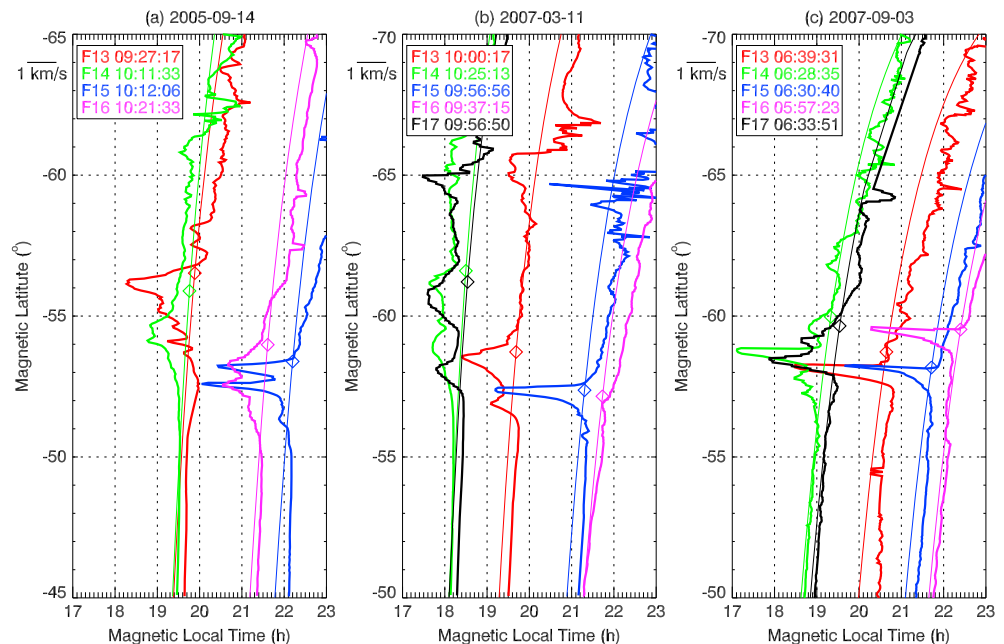 (a) 2005-09-14
(b) 2007-03-11
(c) 2007-09-03
-65
F13 09:27:17
F14 10:11:33
F15 10:12:06
F16 10:21:33
1 km/s
-60
-55
-50
-45
Magnetic Latitude (°)
17 18 19 20 21 22 23
Magnetic Local Time (h)
-70
F13 10:00:17
F14 10:25:13
F15 09:56:56
F16 09:37:15
F17 09:56:50
1 km/s
-65
-60
-55
-50
Magnetic Latitude (°)
17 18 19 20 21 22 23
Magnetic Local Time (h)
-70
F13 06:39:31
F14 06:28:35
F15 06:30:40
F16 05:57:23
F17 06:33:51
1 km/s
-65
-60
-55
-50
Magnetic Latitude (°)
17 18 19 20 21 22 23
Magnetic Local Time (h)